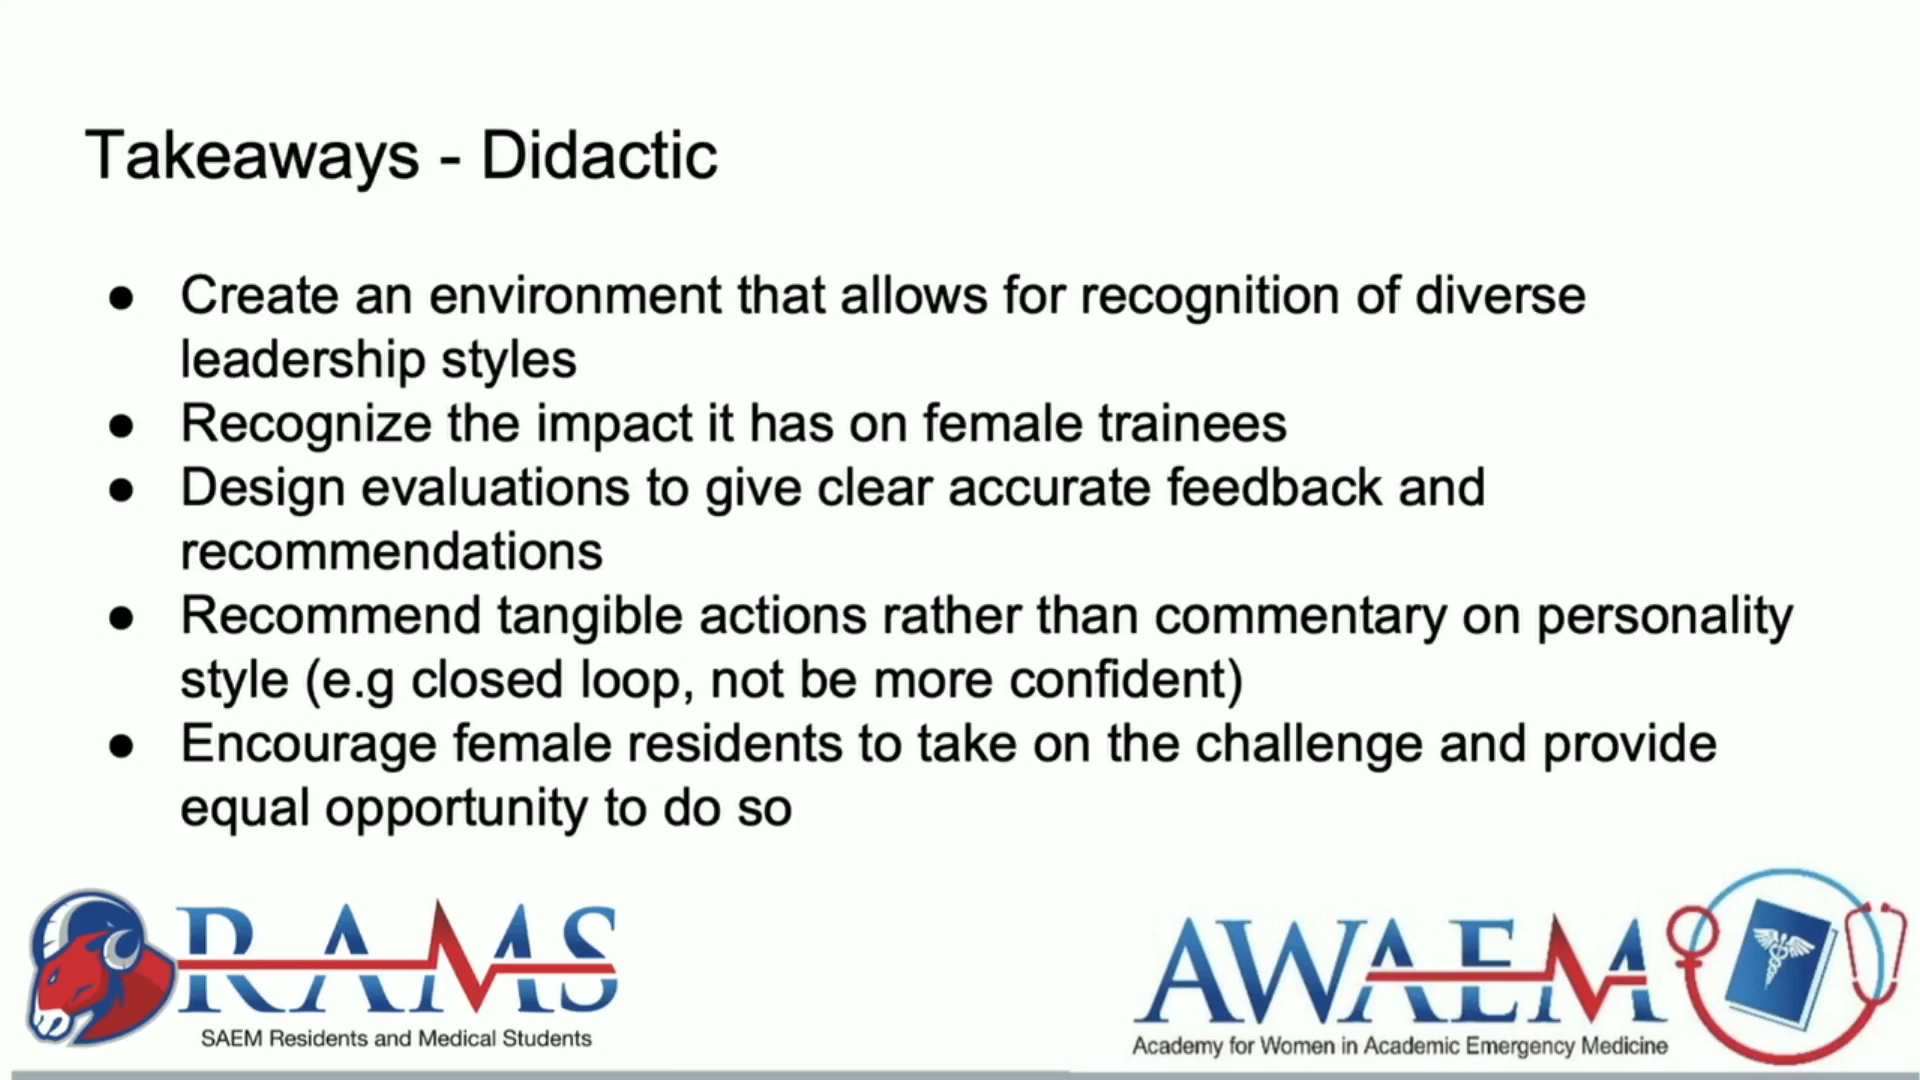 Takeaways - Didactic
● Create an environment that allows for recognition of diverse
leadership styles
● Recognize the impact it has on female trainees
● Design evaluations to give clear accurate feedback and
recommendations
● Recommend tangible actions rather than commentary on personality
style (e.g closed loop, not be more confident)
● Encourage female residents to take on the challenge and provide
equal opportunity to do so
RAMS
SAEM Residents and Medical Students
AWAEM
Academy for Women in Academic Emergency Medicine